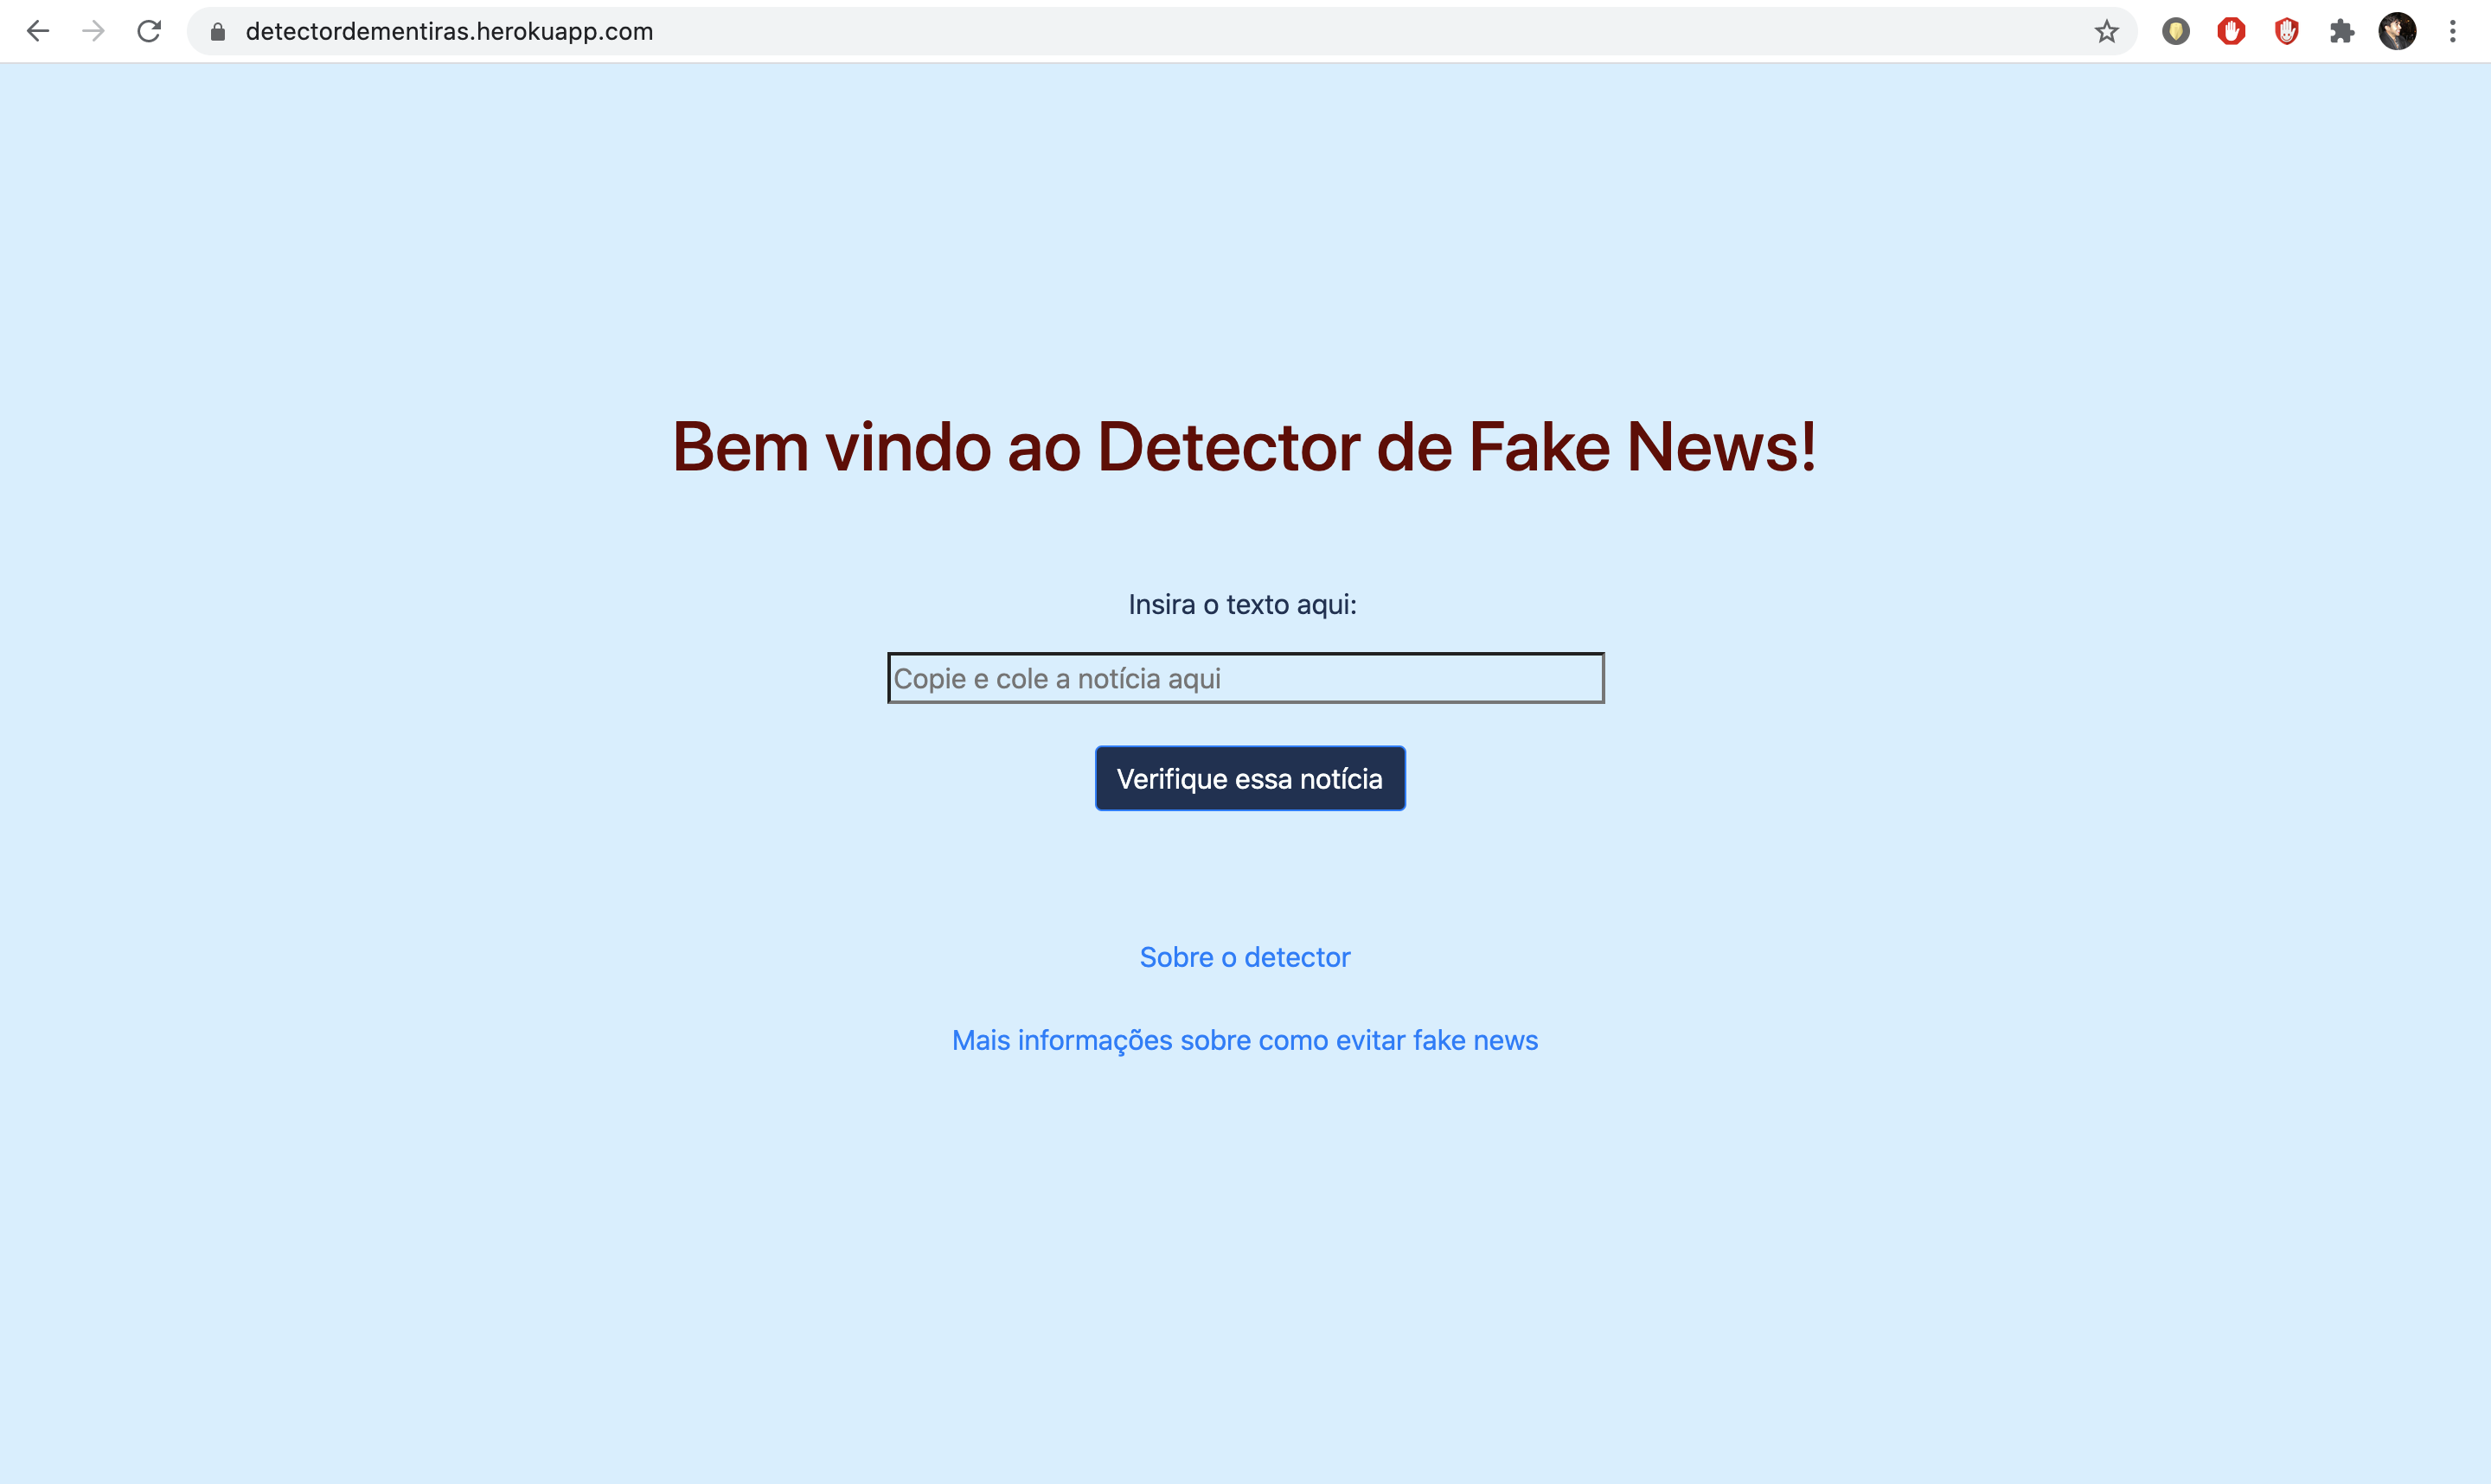 detectordementiras.herokuapp.com
Bem vindo ao Detector de Fake News!
Insira o texto aqui:
Copie e cole a notícia aqui
Verifique essa notícia
Sobre o detector
Mais informações sobre como evitar fake news